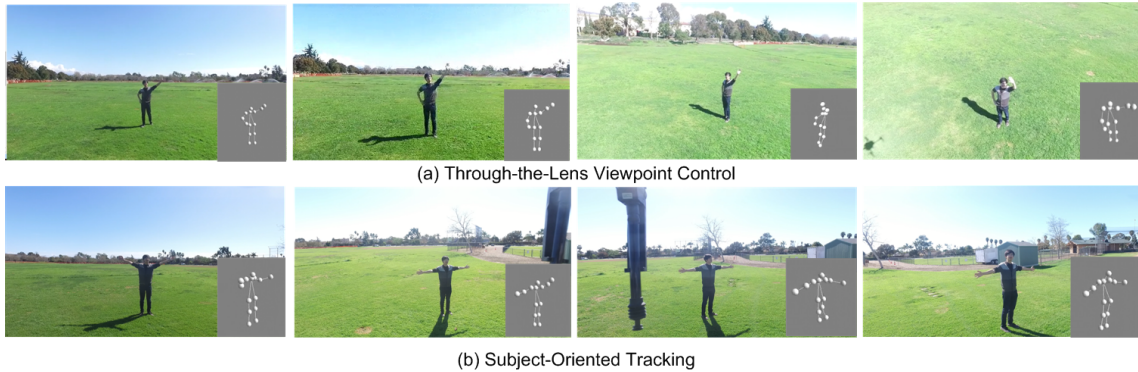 (a) Through-the-Lens Viewpoint Control
(b) Subject-Oriented Tracking